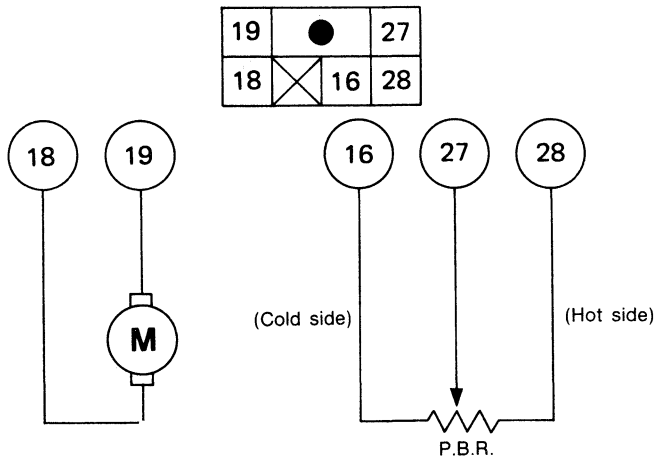 19 27
18 16 28
18 19 16 27 28
(Cold side) (Hot side)
M
P.B.R.